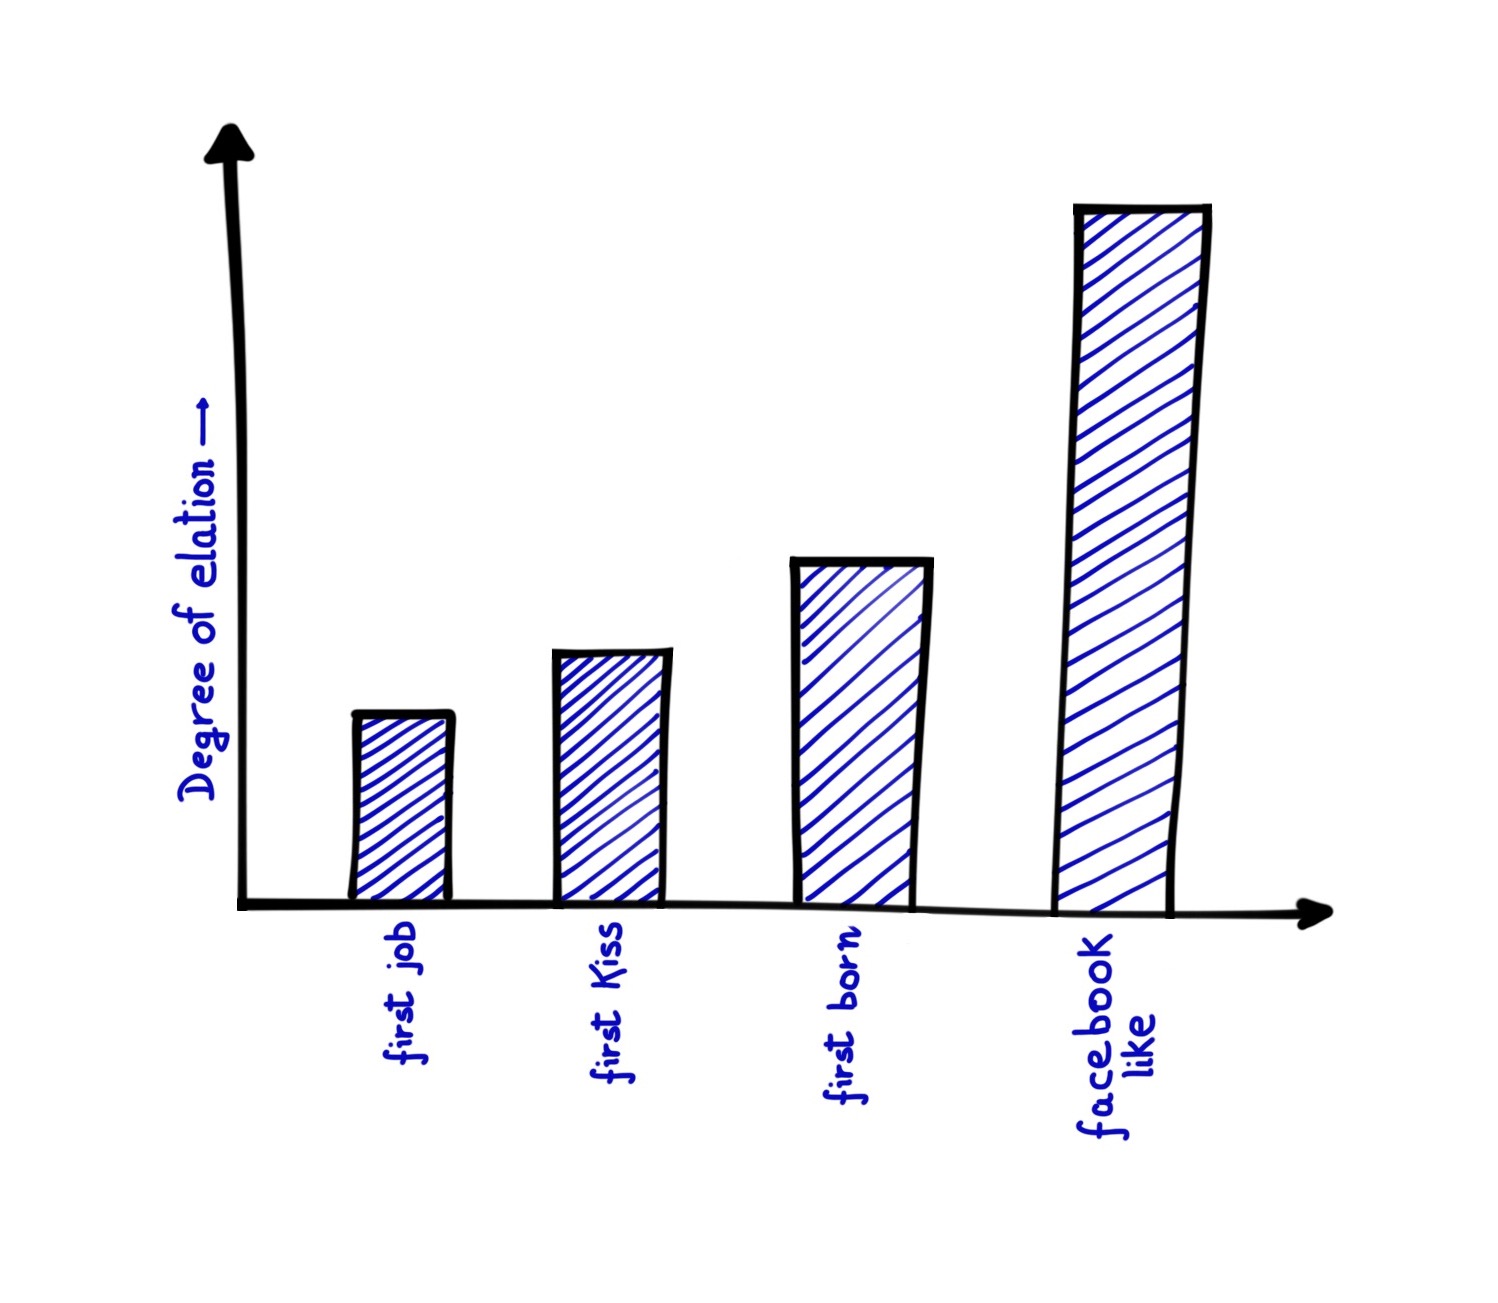 Degree of elation →
first job
first Kiss
first born
facebook
like